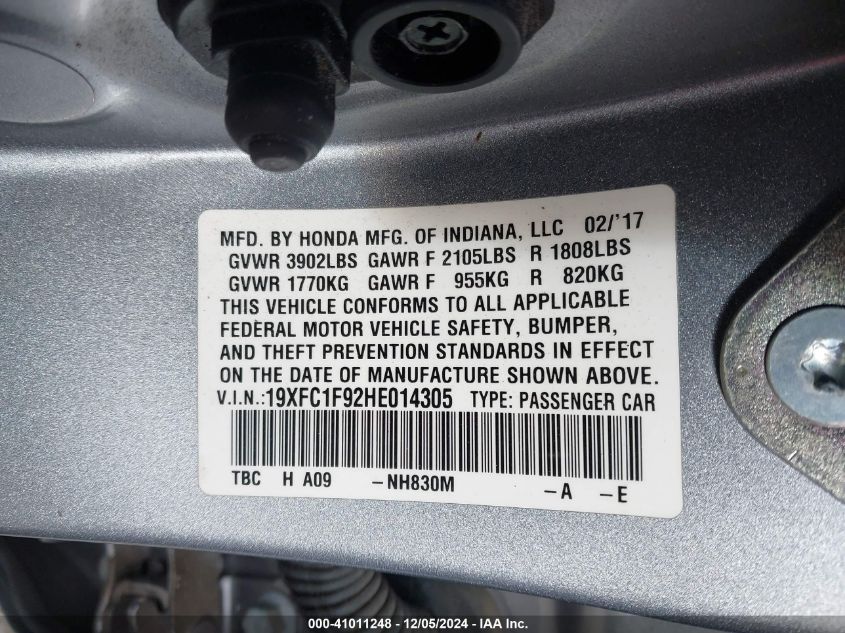 MFD. BY HONDA MFG. OF INDIANA, LLC 02/'17
GVWR 3902LBS GAWR F 2105LBS R 1808LBS
GVWR 1770KG GAWR F 955KG R 820KG
THIS VEHICLE CONFORMS TO ALL APPLICABLE
FEDERAL MOTOR VEHICLE SAFETY, BUMPER,
AND THEFT PREVENTION STANDARDS IN EFFECT
ON THE DATE OF MANUFACTURE SHOWN ABOVE.
V.I.N.:19XFC1F92HE014305 TYPE: PASSENGER CAR
TBC H A09 –NH830M –A –E
000-41011248 - 12/05/2024 - IAA Inc.